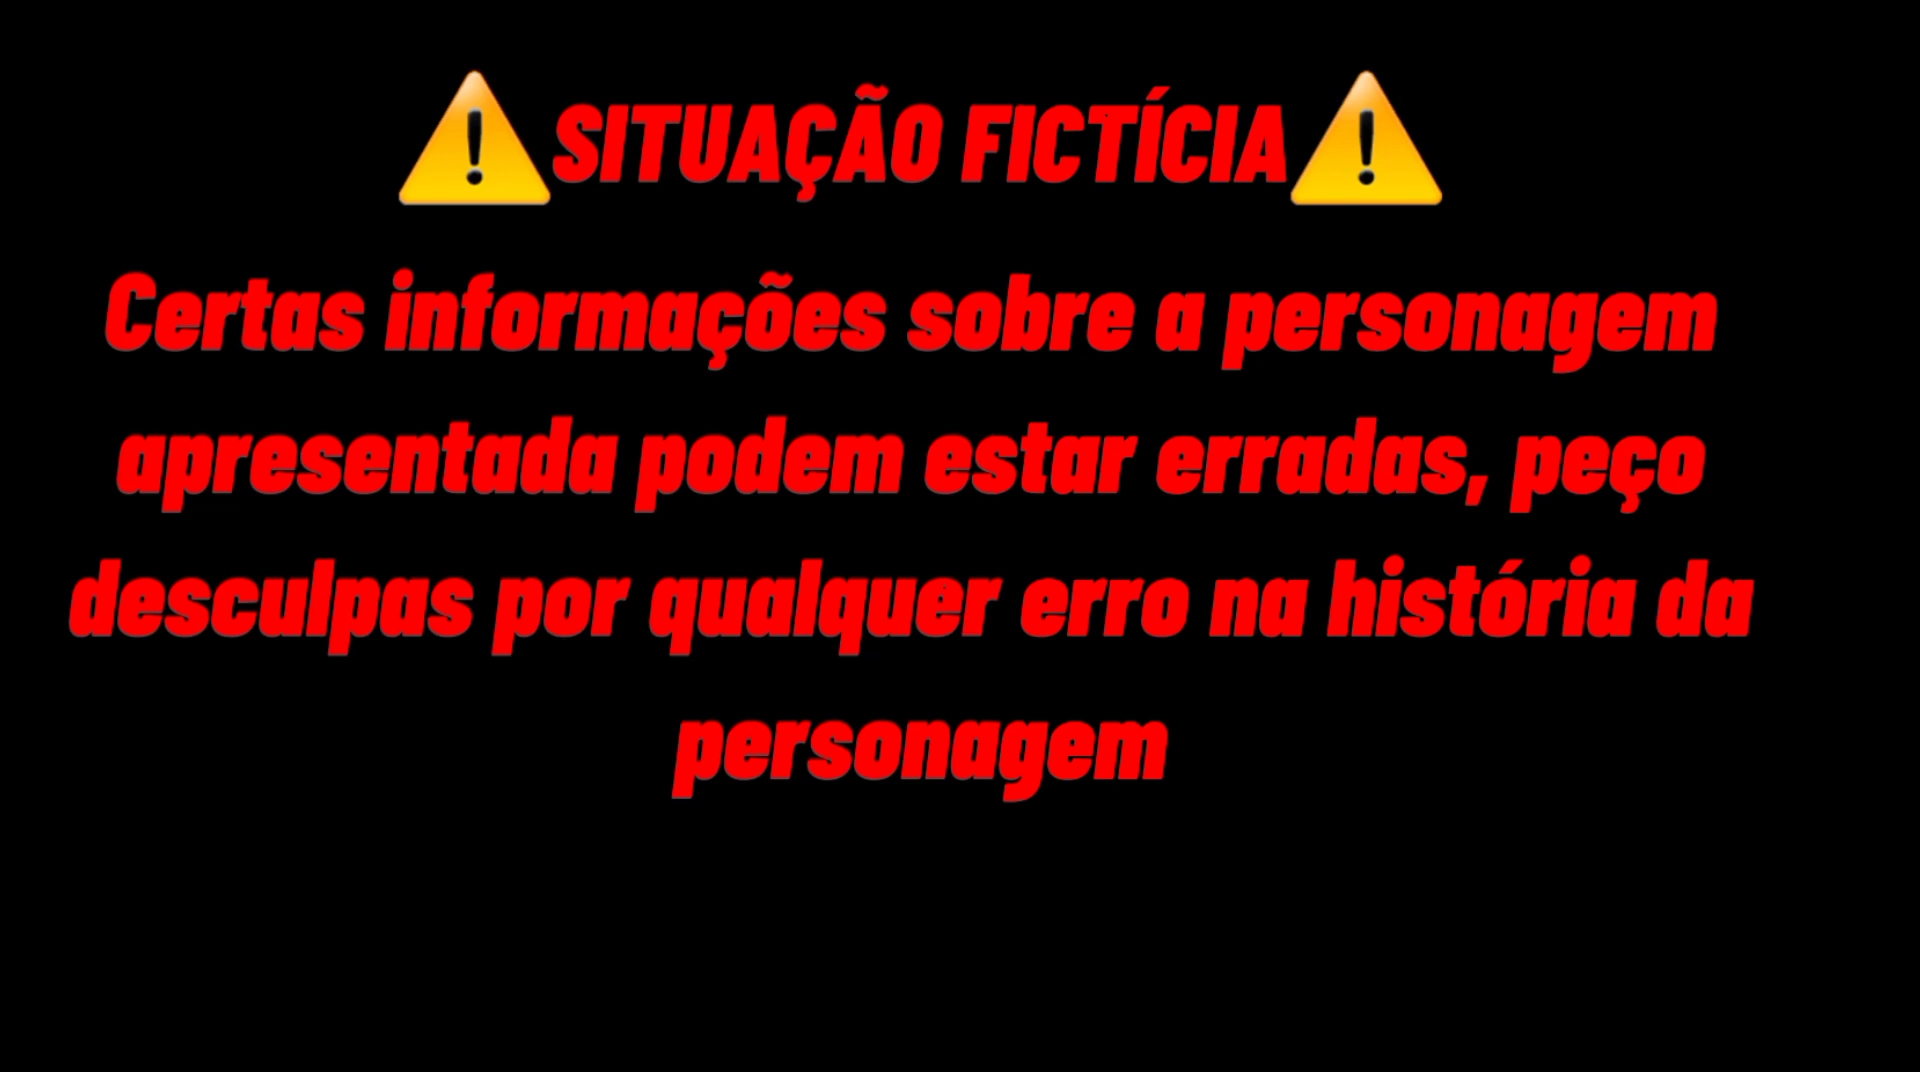 ⚠️SITUAÇÃO FICTÍCIA⚠️
Certas informações sobre a personagem
apresentada podem estar erradas, peço
desculpas por qualquer erro na história da
personagem